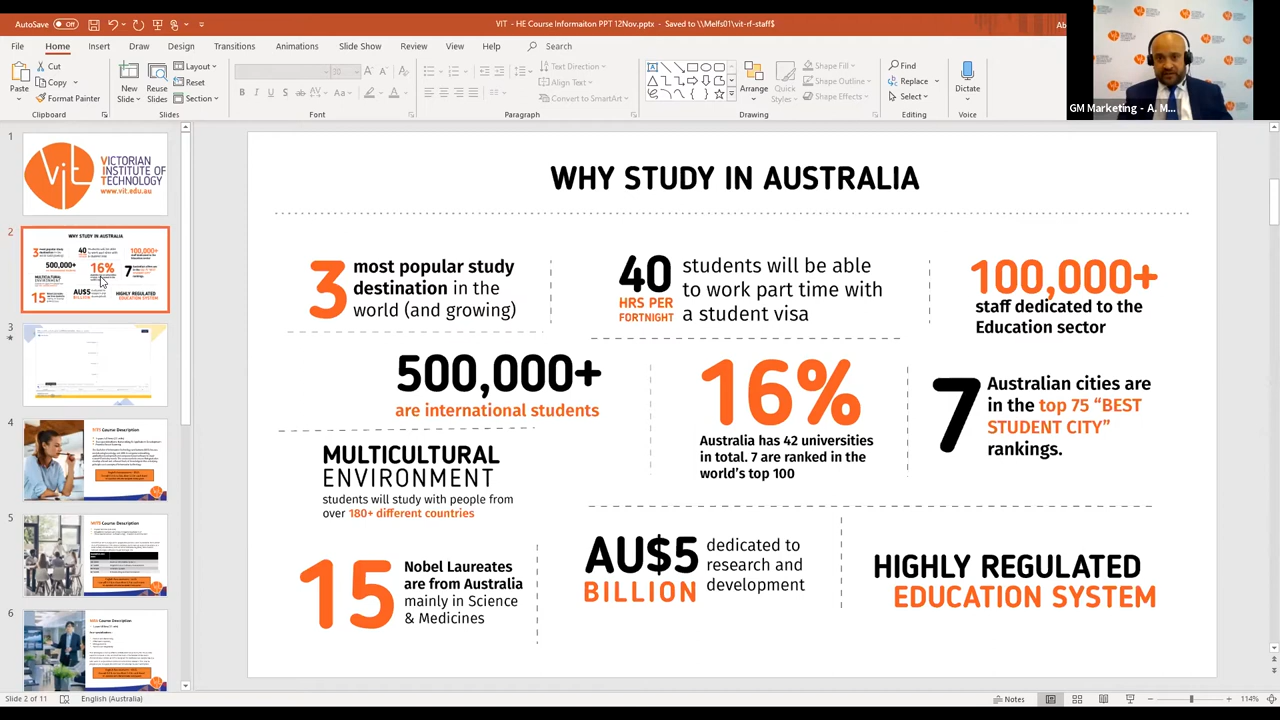 AutoSave Off
VIT - HE Course Informaiton PPT 12Nov.pptx - Saved to \\Melfs01\vit-rf-staff$
File Home Insert Draw Design Transitions Animations Slide Show Review View Help Search
Paste
Cut
Copy
Format Painter
Clipboard
New Slide
Reuse Slides
Layout
Reset
Section
Slides
Font
Text Direction
Align Text
Convert to SmartArt
Paragraph
Arrange
Quick Styles
Shape Fill
Shape Outline
Shape Effects
Drawing
Find
Replace
Select
Editing
Dictate
Voice
GM Marketing - A. M...
1
vit
VICTORIAN
INSTITUTE OF
TECHNOLOGY
www.vit.edu.au
2
3
4
5
6
WHY STUDY IN AUSTRALIA
3 most popular study
destination in the
world (and growing)
40
HRS PER
FORTNIGHT
students will be able
to work part time with
a student visa
100,000+
staff dedicated to the
Education sector
500,000+
are international students
16%
Australia has 42 universities
in total. 7 are ranked in the
world's top 100
7
Australian cities are
in the top 75 “BEST
STUDENT CITY”
rankings.
MULTICULTURAL
ENVIRONMENT
students will study with people from
over 180+ different countries
15
Nobel Laureates
are from Australia
mainly in Science
& Medicines
AU$5
BILLION
dedicated to
research and
development
HIGHLY REGULATED
EDUCATION SYSTEM
Slide 2 of 11
English (Australia)
Notes
114%